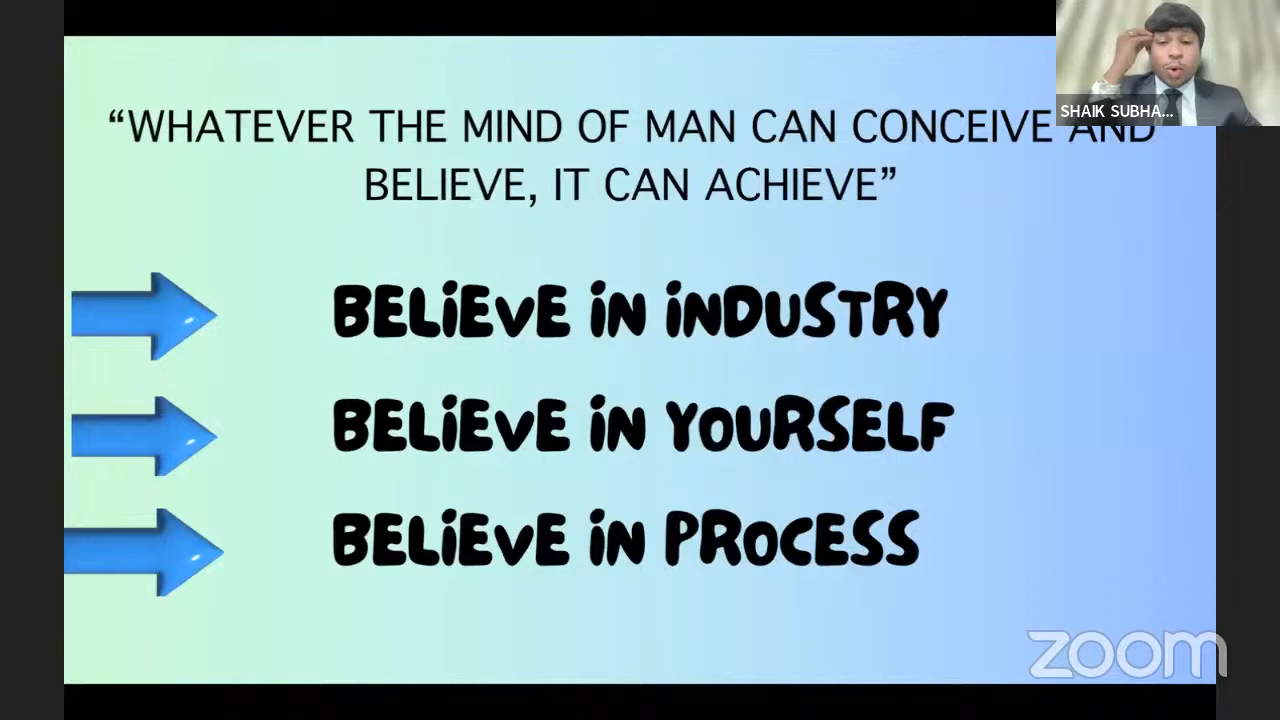 “WHATEVER THE MIND OF MAN CAN CONCEIVE AND
BELIEVE, IT CAN ACHIEVE”
SHAIK SUBHA...
BELIEVE IN INDUSTRY
BELIEVE IN YOURSELF
BELIEVE IN PROCESS
zoom